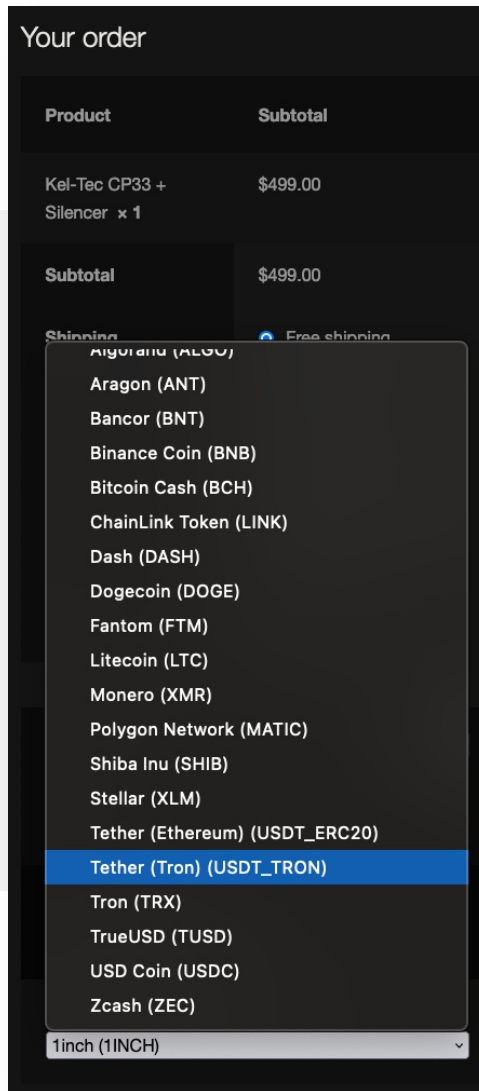 Your order
Product Subtotal
Kel-Tec CP33 + $499.00
Silencer × 1
Subtotal $499.00
Shipping Free shipping
Algorand (ALGO)
Aragon (ANT)
Bancor (BNT)
Binance Coin (BNB)
Bitcoin Cash (BCH)
ChainLink Token (LINK)
Dash (DASH)
Dogecoin (DOGE)
Fantom (FTM)
Litecoin (LTC)
Monero (XMR)
Polygon Network (MATIC)
Shiba Inu (SHIB)
Stellar (XLM)
Tether (Ethereum) (USDT_ERC20)
Tether (Tron) (USDT_TRON)
Tron (TRX)
TrueUSD (TUSD)
USD Coin (USDC)
Zcash (ZEC)
1inch (1INCH)